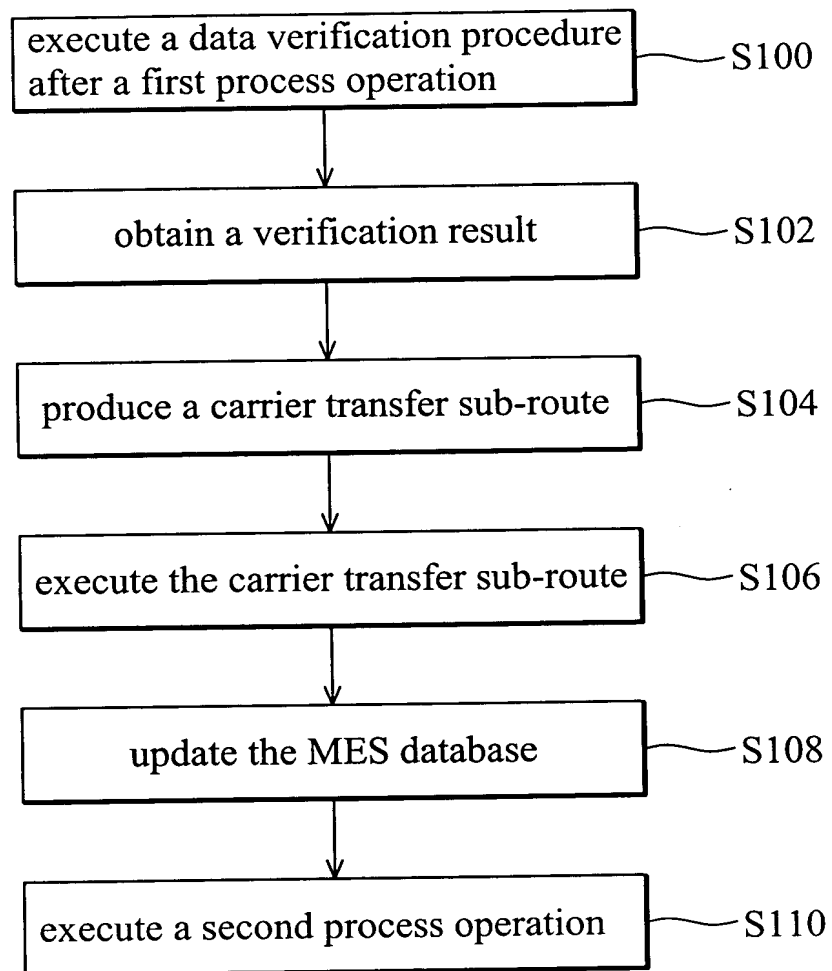 execute a data verification procedure
after a first process operation
S100
obtain a verification result
S102
produce a carrier transfer sub-route
S104
execute the carrier transfer sub-route
S106
update the MES database
S108
execute a second process operation
S110